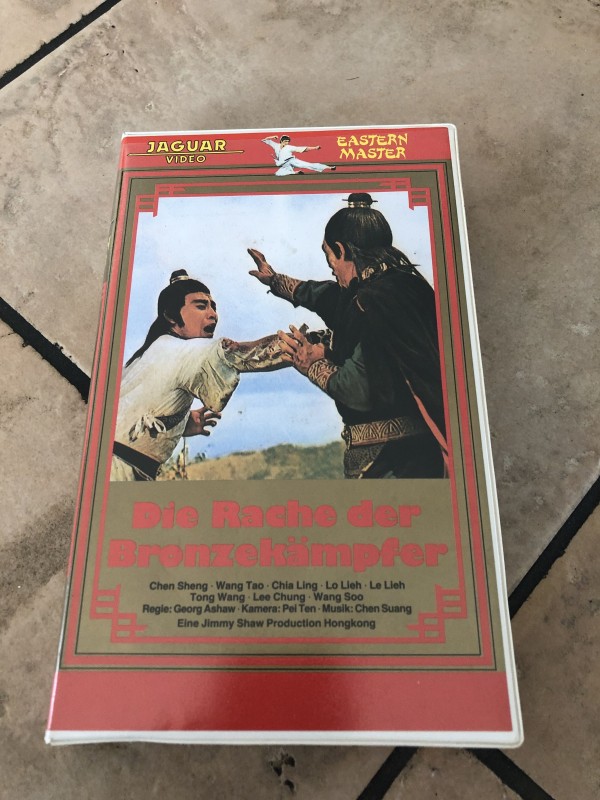 JAGUAR
VIDEO
EASTERN
MASTER
Die Rache der
Bronzekämpfer
Chen Sheng · Wang Tao · Chia Ling · Lo Lieh · Le Lieh
Tong Wang · Lee Chung · Wang Soo
Regie: Georg Ashaw · Kamera: Pei Ten · Musik: Chen Suang
Eine Jimmy Shaw Production Hongkong